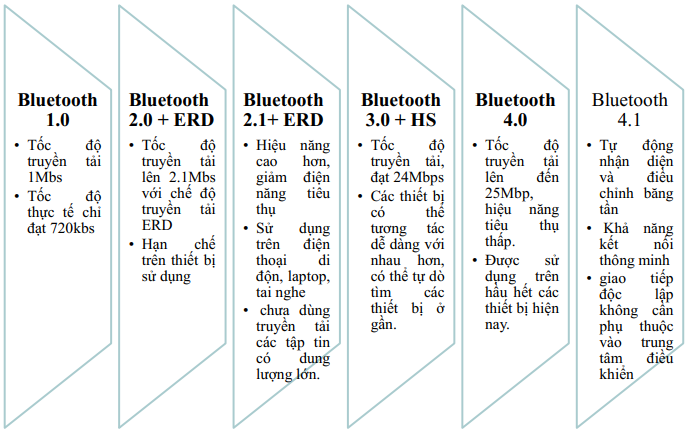 Bluetooth
1.0
• Tốc độ
truyền tải
1Mbs
• Tốc độ
thực tế chỉ
đạt 720kbs
Bluetooth
2.0 + ERD
• Tốc độ
truyền tải
lên 2.1Mbs
với chế độ
truyền tải
ERD
• Hạn chế
trên thiết bị
sử dụng
Bluetooth
2.1+ ERD
• Hiệu năng
cao hơn,
giảm điện
năng tiêu
thụ
• Sử dụng
trên điện
thoại di
độn, laptop,
tai nghe
• chưa dùng
truyền tải
các tập tin
có dung
lượng lớn.
Bluetooth
3.0 + HS
• Tốc độ
truyền tải,
đạt 24Mbps
• Các thiết bị
có thể
tương tác
dễ dàng với
nhau hơn,
có thể tự dò
tìm các
thiết bị ở
gần.
Bluetooth
4.0
• Tốc độ
truyền tải
lên đến
25Mbp,
hiệu năng
tiêu thụ
thấp.
• Được sử
dụng trên
hầu hết các
thiết bị hiện
nay.
Bluetooth
4.1
• Tự động
nhận diện
và điều
chỉnh băng
tần
• Khả năng
kết nối
thông minh
• giao tiếp
độc lập
không cần
phụ thuộc
vào trung
tâm điều
khiển